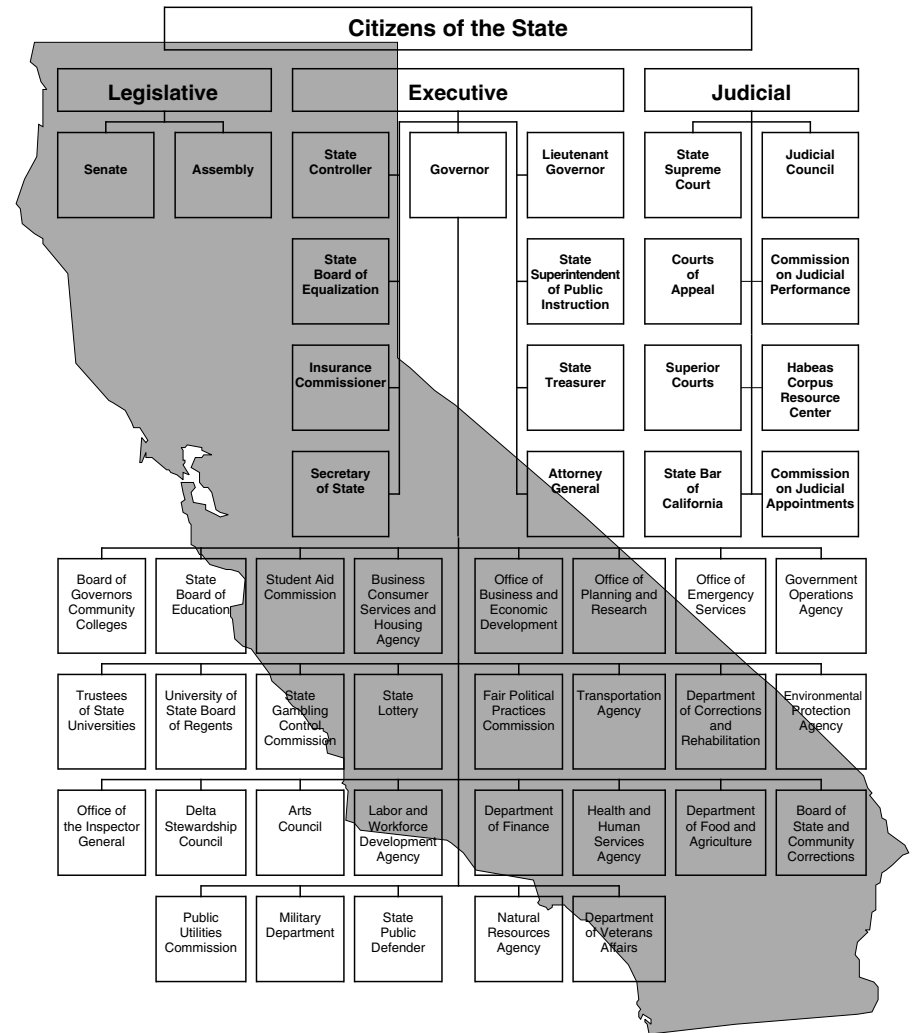 Citizens of the State
Legislative
Executive
Judicial
Senate
Assembly
State
Controller
Governor
Lieutenant
Governor
State
Supreme
Court
Judicial
Council
State
Board of
Equalization
State
Superintendent
of Public
Instruction
Courts
of
Appeal
Commission
on Judicial
Performance
Insurance
Commissioner
State
Treasurer
Superior
Courts
Habeas
Corpus
Resource
Center
Secretary
of State
Attorney
General
State Bar
of
California
Commission
on Judicial
Appointments
Board of
Governors
Community
Colleges
State
Board of
Education
Student Aid
Commission
Business
Consumer
Services and
Housing
Agency
Office of
Business and
Economic
Development
Office of
Planning and
Research
Office of
Emergency
Services
Government
Operations
Agency
Trustees
of State
Universities
University of
State Board
of Regents
State
Gambling
Control
Commission
State
Lottery
Fair Political
Practices
Commission
Transportation
Agency
Department
of Corrections
and
Rehabilitation
Environmental
Protection
Agency
Office of
the Inspector
General
Delta
Stewardship
Council
Arts
Council
Labor and
Workforce
Development
Agency
Department
of Finance
Health and
Human
Services
Agency
Department
of Food and
Agriculture
Board of
State and
Community
Corrections
Public
Utilities
Commission
Military
Department
State
Public
Defender
Natural
Resources
Agency
Department
of Veterans
Affairs